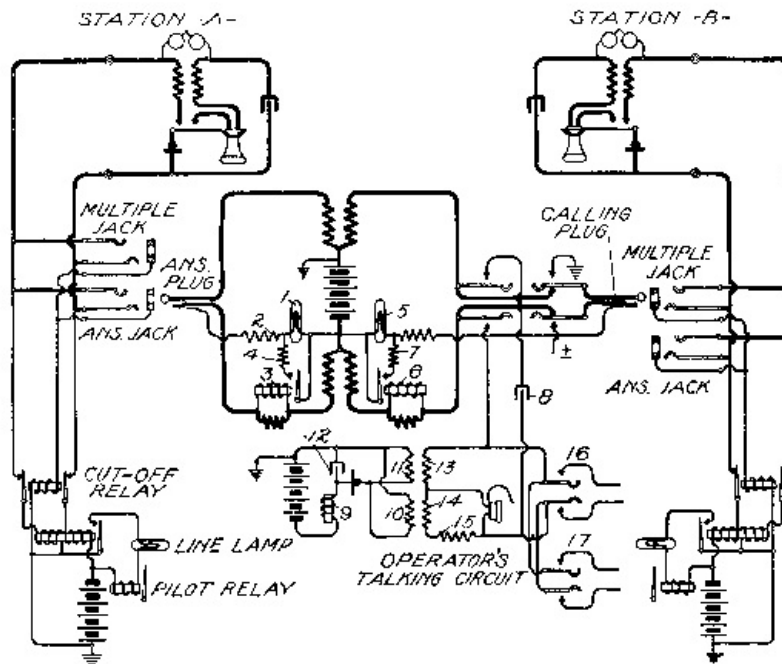 STATION -A-
STATION -B-
MULTIPLE
JACK
ANS.
PLUG
ANS. JACK
CALLING
PLUG
MULTIPLE
JACK
ANS. JACK
1
2
3
4
5
6
7
8
±
CUT-OFF
RELAY
LINE LAMP
PILOT RELAY
12
9
11
10
13
14
15
16
17
OPERATOR'S
TALKING CIRCUIT